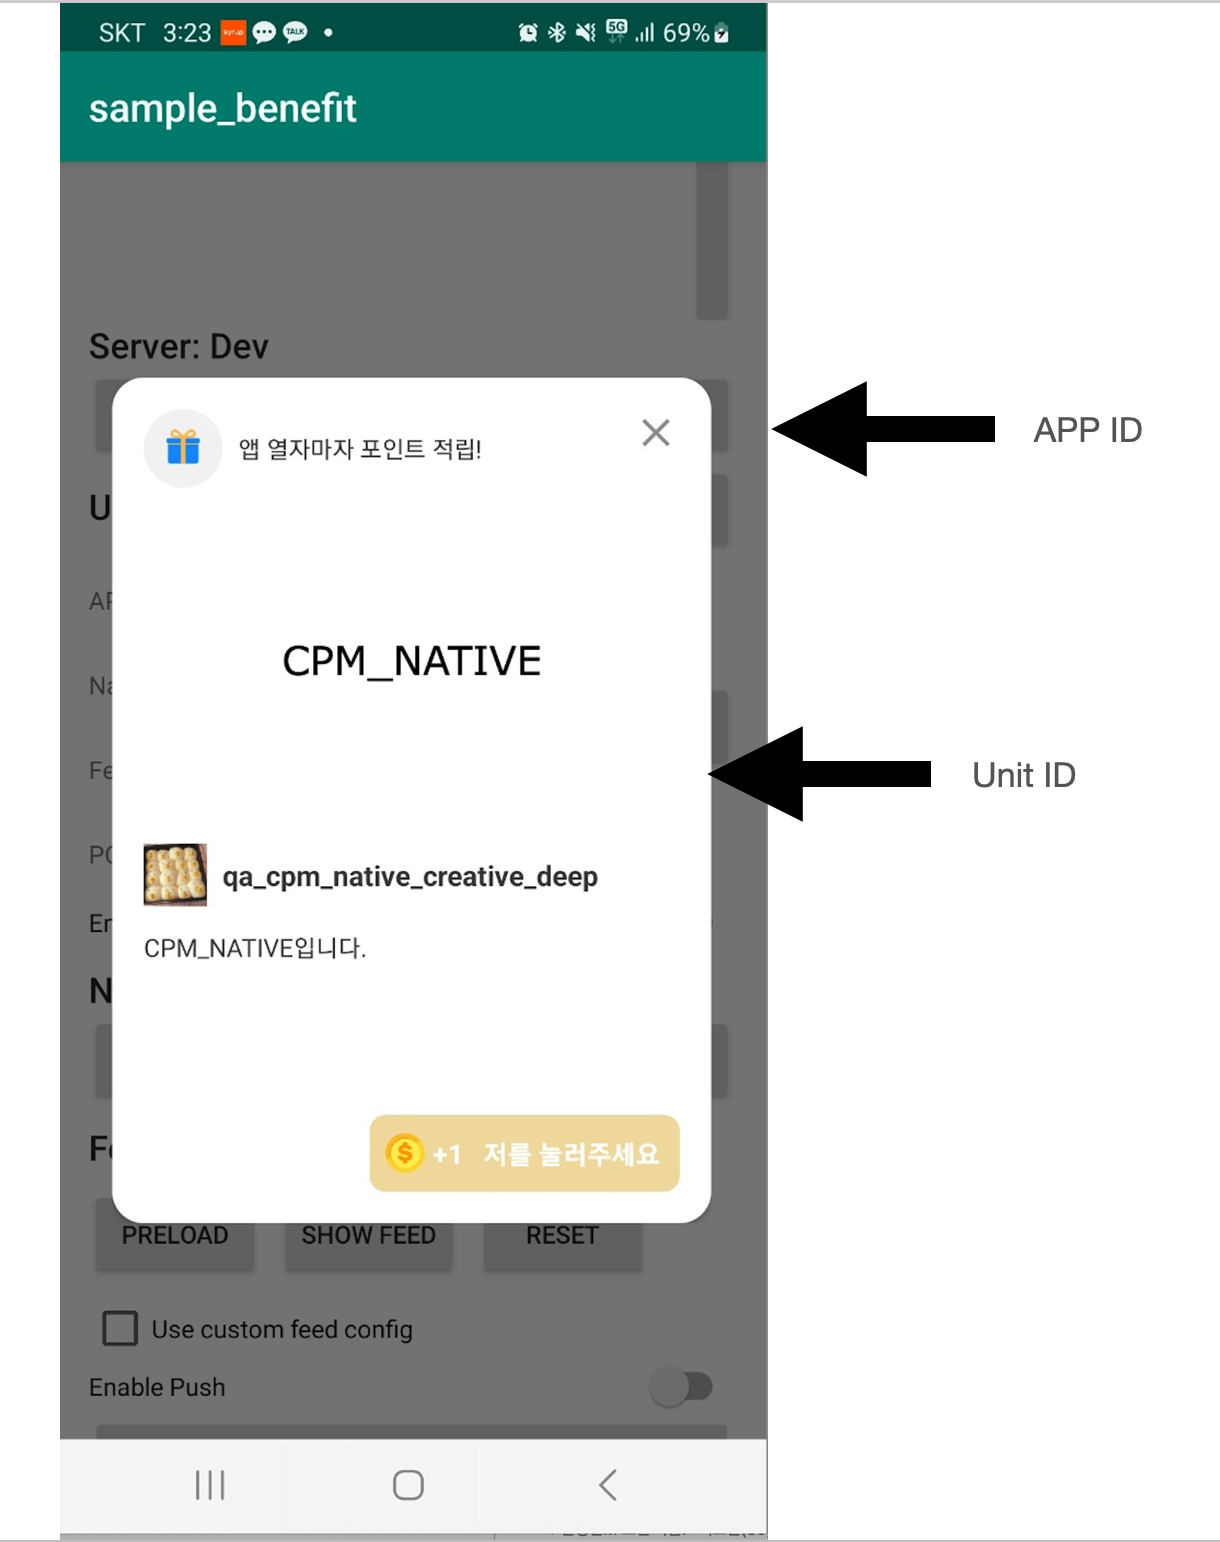 SKT 3:23 syrup TALK 5G 69%
sample_benefit
Server: Dev
앱 열자마자 포인트 적립!
APP ID
U
AP
CPM_NATIVE
Na
Fe
Unit ID
PO
qa_cpm_native_creative_deep
En
CPM_NATIVE입니다.
N
+1 저를 눌러주세요
Fe
PRELOAD SHOW FEED RESET
Use custom feed config
Enable Push